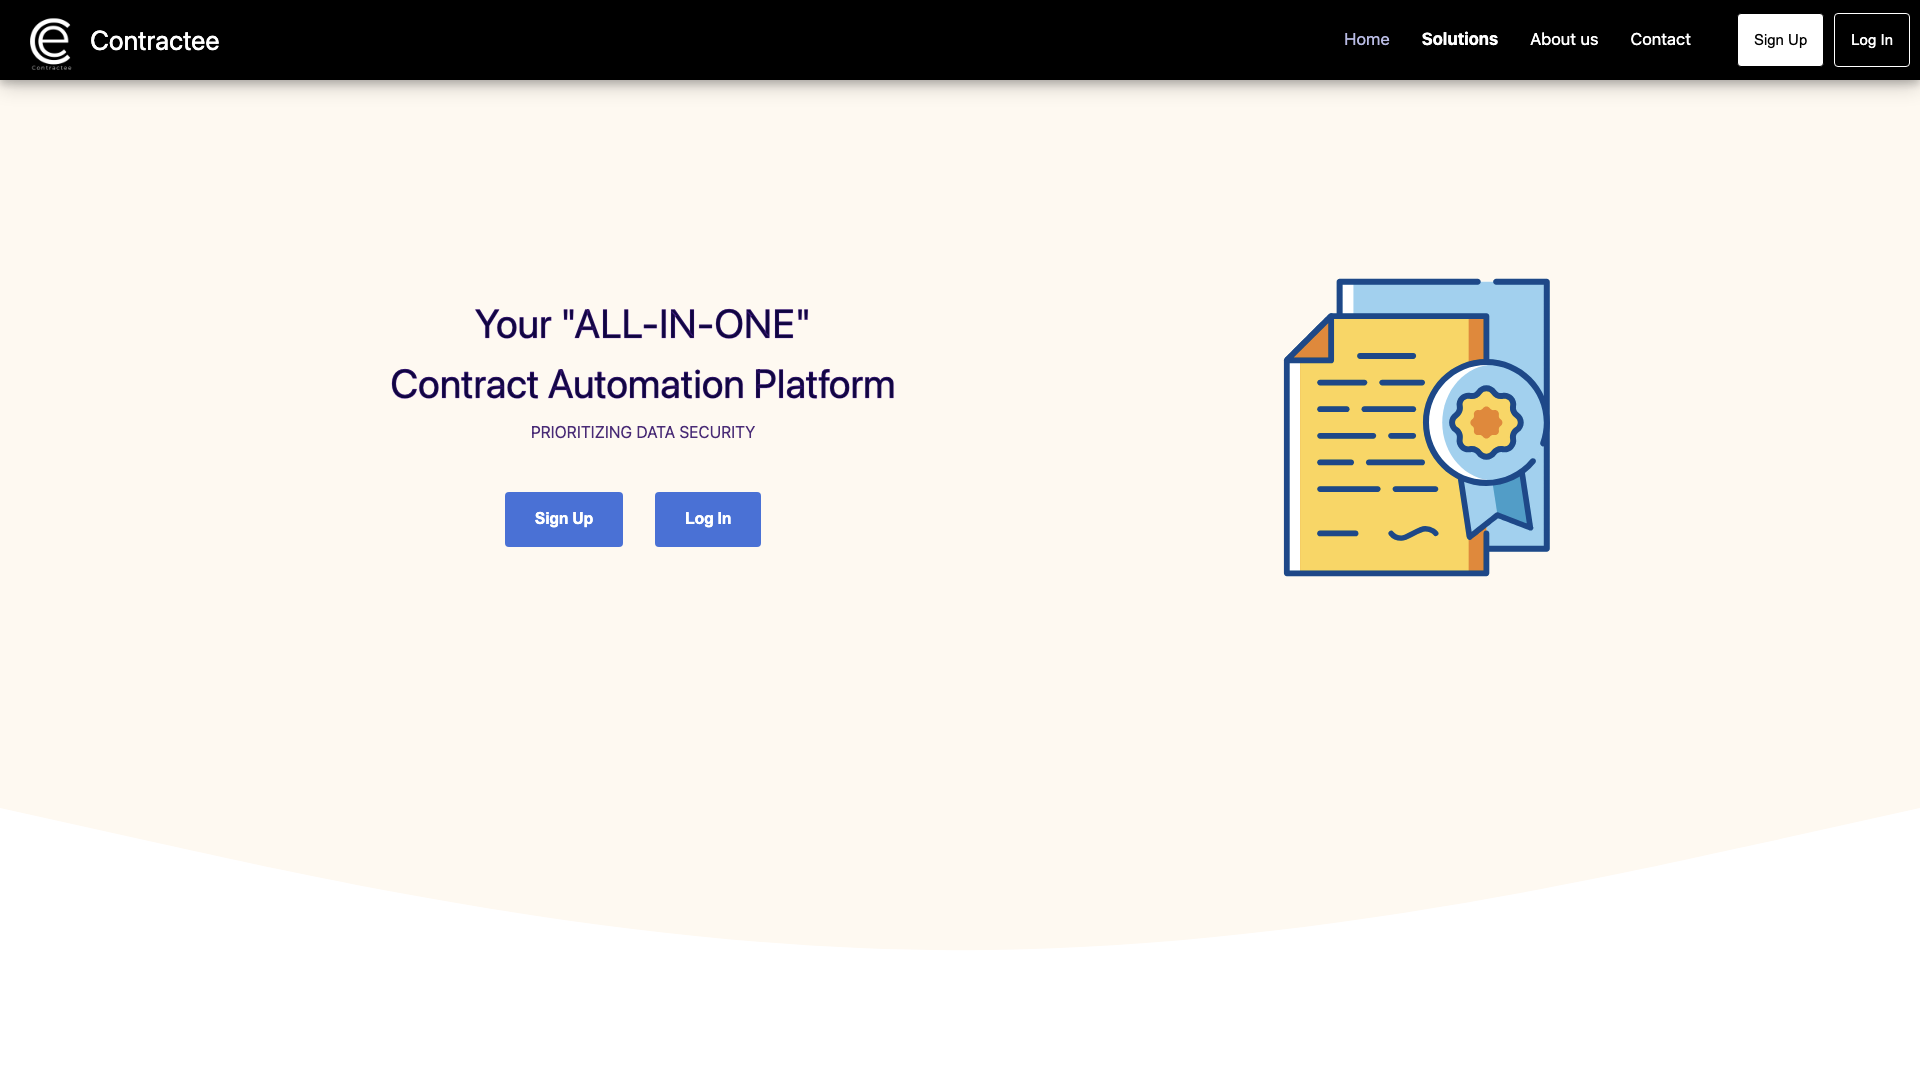 Contractee
Contractee
Home
Solutions
About us
Contact
Sign Up
Log In
Your "ALL-IN-ONE"
Contract Automation Platform
PRIORITIZING DATA SECURITY
Sign Up
Log In